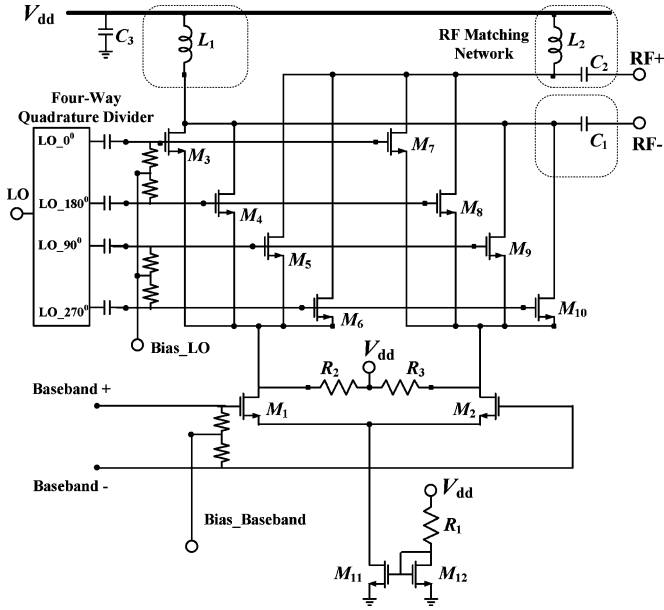 Vdd
C3
L1
RF Matching
Network
L2
C2
RF+
Four-Way
Quadrature Divider
LO_0⁰
M3
M7
C1
RF-
LO
LO_180⁰
M4
M8
LO_90⁰
M5
M9
LO_270⁰
M6
M10
Bias_LO
Vdd
R2
R3
Baseband +
M1
M2
Baseband -
Vdd
Bias_Baseband
R1
M11
M12